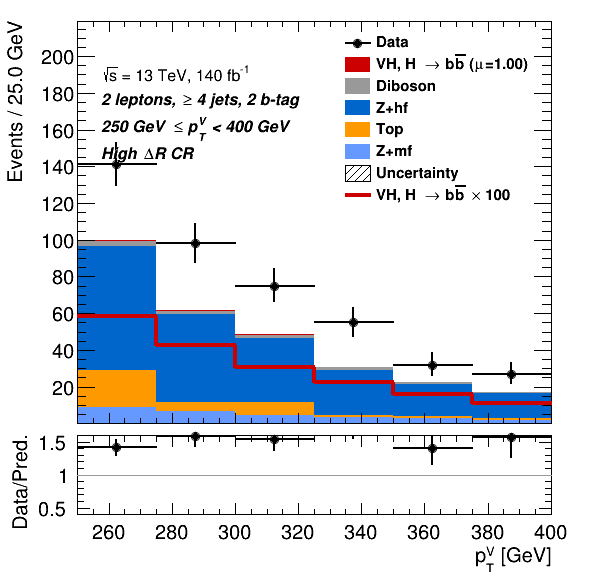 Events / 25.0 GeV
200
180
160
140
120
100
80
60
40
20
√s = 13 TeV, 140 fb⁻¹
2 leptons, ≥ 4 jets, 2 b-tag
250 GeV ≤ p_T^V < 400 GeV
High ΔR CR
Data
VH, H → bb̅ (μ=1.00)
Diboson
Z+hf
Top
Z+mf
Uncertainty
VH, H → bb̅ × 100
Data/Pred.
1.5
1
0.5
260 280 300 320 340 360 380 400
p_T^V [GeV]